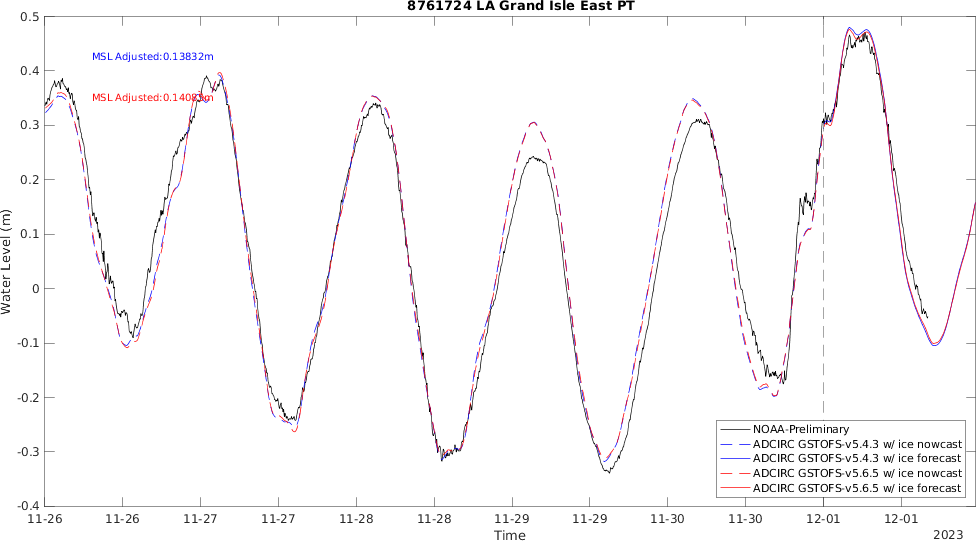 8761724 LA Grand Isle East PT
0.5
0.4
0.3
0.2
0.1
0
-0.1
-0.2
-0.3
-0.4
Water Level (m)
MSL Adjusted:0.13832m
MSL
NOAA-Preliminary
ADCIRC GSTOFS-v5.4.3 w/ ice nowcast
ADCIRC GSTOFS-v5.4.3 w/ ice forecast
ADCIRC GSTOFS-v5.6.5 w/ ice nowcast
ADCIRC GSTOFS-v5.6.5 w/ ice forecast
11-26 11-26 11-27 11-27 11-28 11-28 11-29 11-29 11-30 11-30 12-01 12-01
Time
2023